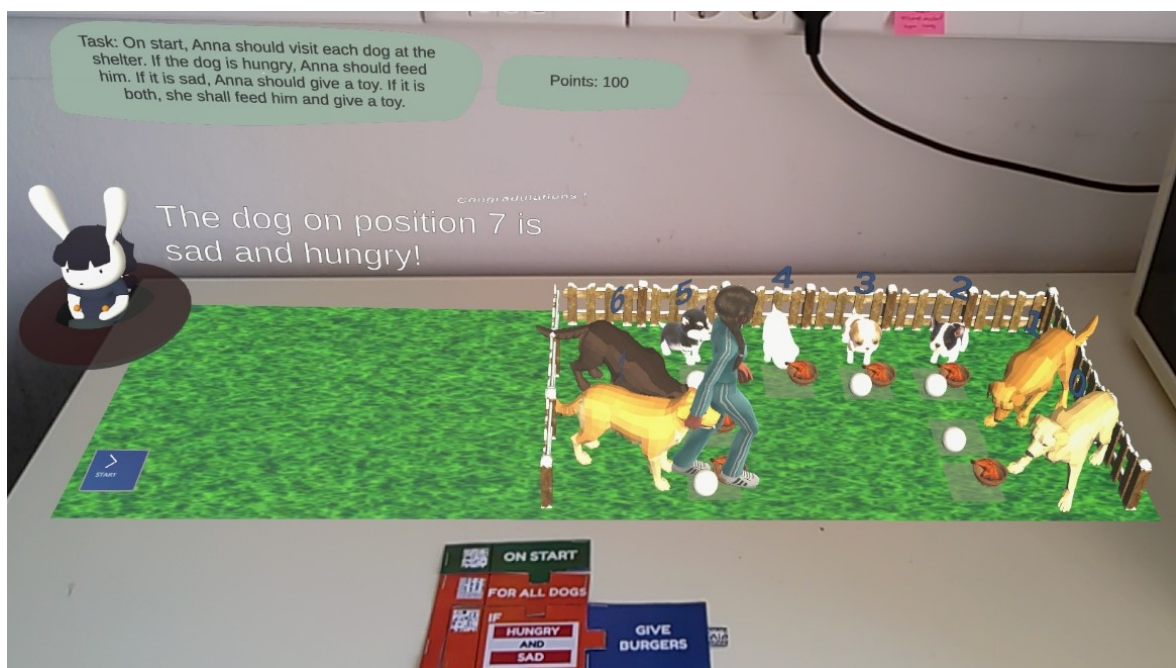 Task: On start, Anna should visit each dog at the
shelter. If the dog is hungry, Anna should feed
him. If it is sad, Anna should give a toy. If it is
both, she shall feed him and give a toy.
Points: 100
Congradulations !
The dog on position 7 is
sad and hungry!
6
5
4
3
2
1
0
START
ON START
FOR ALL DOGS
IF
HUNGRY
AND
SAD
GIVE
BURGERS